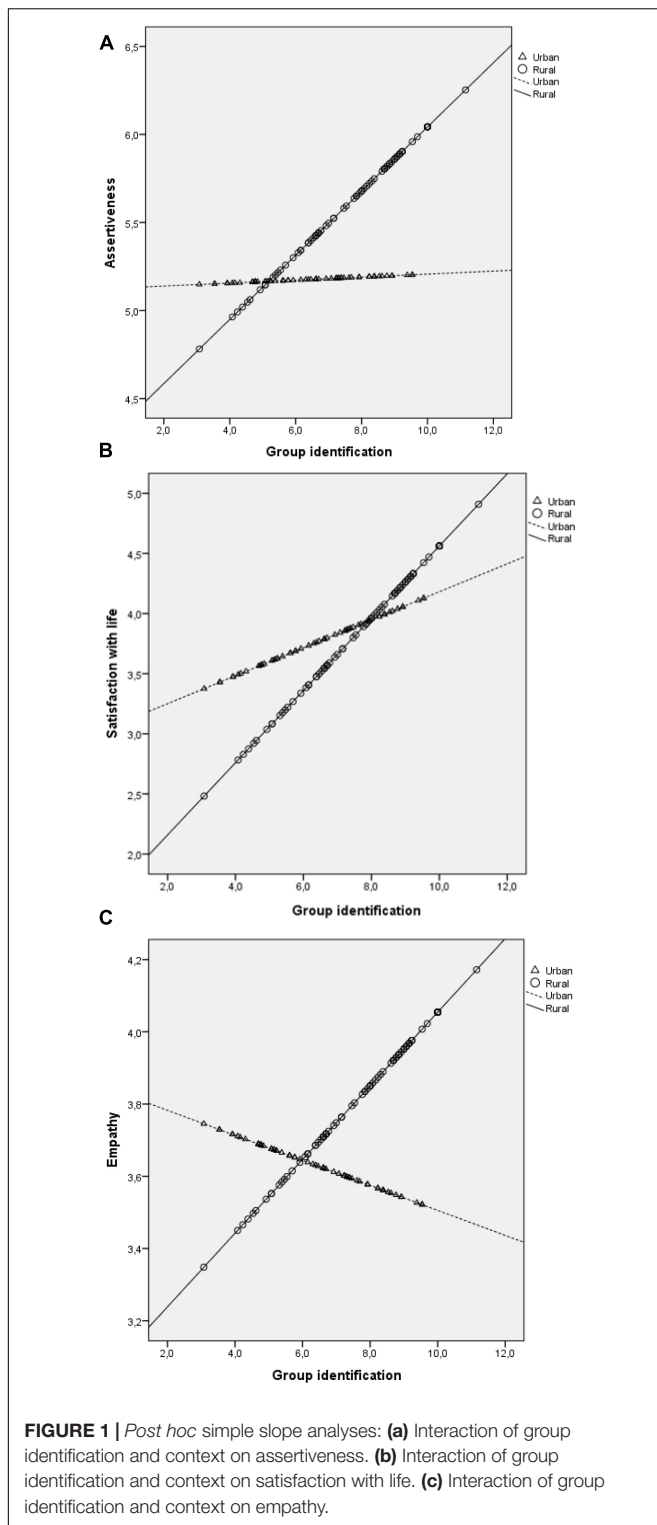 A
6,5
6,0
5,5
5,0
4,5
Assertiveness
2,0 4,0 6,0 8,0 10,0 12,0
Group identification
Urban
Rural
Urban
Rural
B
5,0
4,5
4,0
3,5
3,0
2,5
2,0
Satisfaction with life
2,0 4,0 6,0 8,0 10,0 12,0
Group identification
Urban
Rural
Urban
Rural
C
4,2
4,0
3,8
3,6
3,4
3,2
Empathy
2,0 4,0 6,0 8,0 10,0 12,0
Group identification
Urban
Rural
Urban
Rural
FIGURE 1 | Post hoc simple slope analyses: (a) Interaction of group
identification and context on assertiveness. (b) Interaction of group
identification and context on satisfaction with life. (c) Interaction of group
identification and context on empathy.